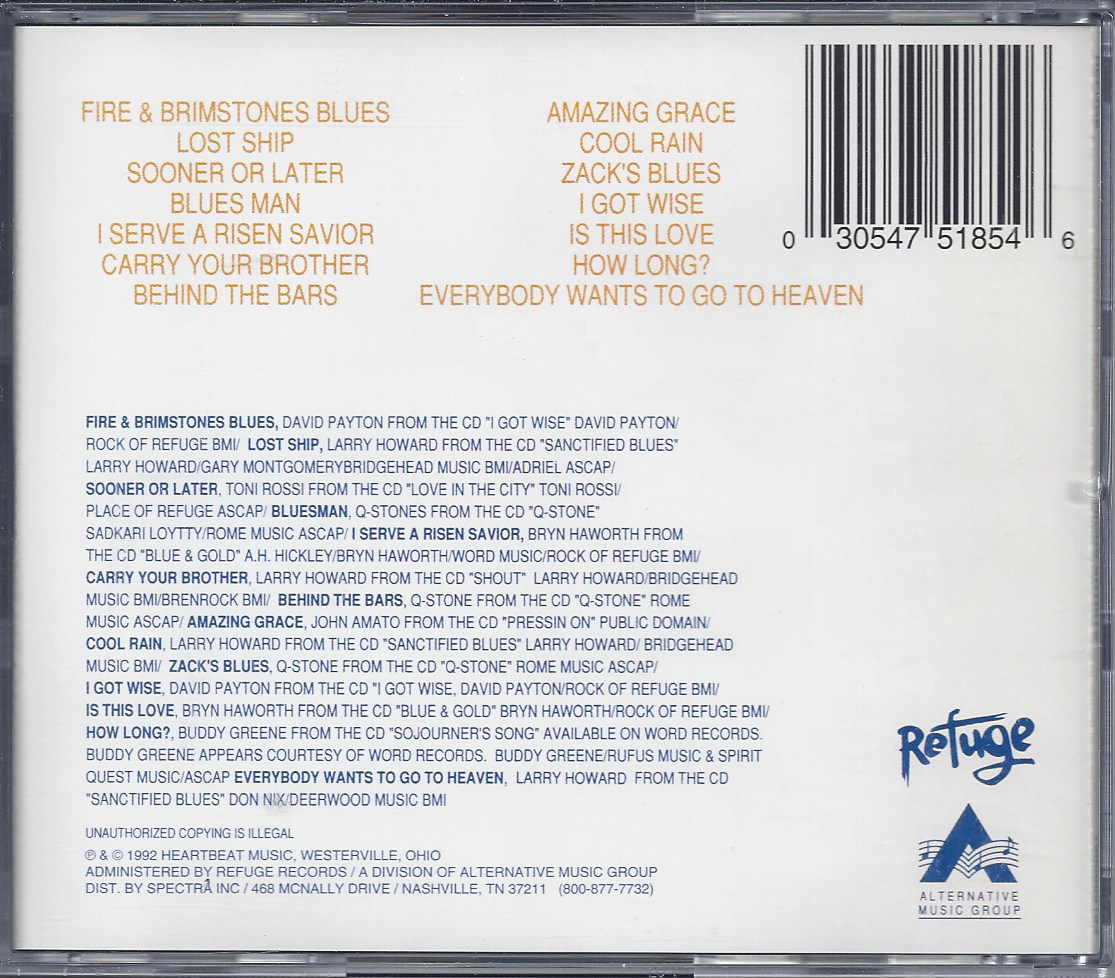 FIRE & BRIMSTONES BLUES
LOST SHIP
SOONER OR LATER
BLUES MAN
I SERVE A RISEN SAVIOR
CARRY YOUR BROTHER
BEHIND THE BARS
AMAZING GRACE
COOL RAIN
ZACK'S BLUES
I GOT WISE
IS THIS LOVE
HOW LONG?
EVERYBODY WANTS TO GO TO HEAVEN
0 30547 51854 6
FIRE & BRIMSTONES BLUES, DAVID PAYTON FROM THE CD "I GOT WISE" DAVID PAYTON/
ROCK OF REFUGE BMI/ LOST SHIP, LARRY HOWARD FROM THE CD "SANCTIFIED BLUES"
LARRY HOWARD/GARY MONTGOMERYBRIDGEHEAD MUSIC BMI/ADRIEL ASCAP/
SOONER OR LATER, TONI ROSSI FROM THE CD "LOVE IN THE CITY" TONI ROSSI/
PLACE OF REFUGE ASCAP/ BLUESMAN, Q-STONES FROM THE CD "Q-STONE"
SADKARI LOYTTY/ROME MUSIC ASCAP/ I SERVE A RISEN SAVIOR, BRYN HAWORTH FROM
THE CD "BLUE & GOLD" A.H. HICKLEY/BRYN HAWORTH/WORD MUSIC/ROCK OF REFUGE BMI/
CARRY YOUR BROTHER, LARRY HOWARD FROM THE CD "SHOUT" LARRY HOWARD/BRIDGEHEAD
MUSIC BMI/BRENROCK BMI/ BEHIND THE BARS, Q-STONE FROM THE CD "Q-STONE" ROME
MUSIC ASCAP/ AMAZING GRACE, JOHN AMATO FROM THE CD "PRESSIN ON" PUBLIC DOMAIN/
COOL RAIN, LARRY HOWARD FROM THE CD "SANCTIFIED BLUES" LARRY HOWARD/ BRIDGEHEAD
MUSIC BMI/ ZACK'S BLUES, Q-STONE FROM THE CD "Q-STONE" ROME MUSIC ASCAP/
I GOT WISE, DAVID PAYTON FROM THE CD "I GOT WISE, DAVID PAYTON/ROCK OF REFUGE BMI/
IS THIS LOVE, BRYN HAWORTH FROM THE CD "BLUE & GOLD" BRYN HAWORTH/ROCK OF REFUGE BMI/
HOW LONG?, BUDDY GREENE FROM THE CD "SOJOURNER'S SONG" AVAILABLE ON WORD RECORDS.
BUDDY GREENE APPEARS COURTESY OF WORD RECORDS. BUDDY GREENE/RUFUS MUSIC & SPIRIT
QUEST MUSIC/ASCAP EVERYBODY WANTS TO GO TO HEAVEN, LARRY HOWARD FROM THE CD
"SANCTIFIED BLUES" DON NIX/DEERWOOD MUSIC BMI
UNAUTHORIZED COPYING IS ILLEGAL
℗ & © 1992 HEARTBEAT MUSIC, WESTERVILLE, OHIO
ADMINISTERED BY REFUGE RECORDS / A DIVISION OF ALTERNATIVE MUSIC GROUP
DIST. BY SPECTRA INC / 468 MCNALLY DRIVE / NASHVILLE, TN 37211 (800-877-7732)
Refuge
ALTERNATIVE
MUSIC GROUP